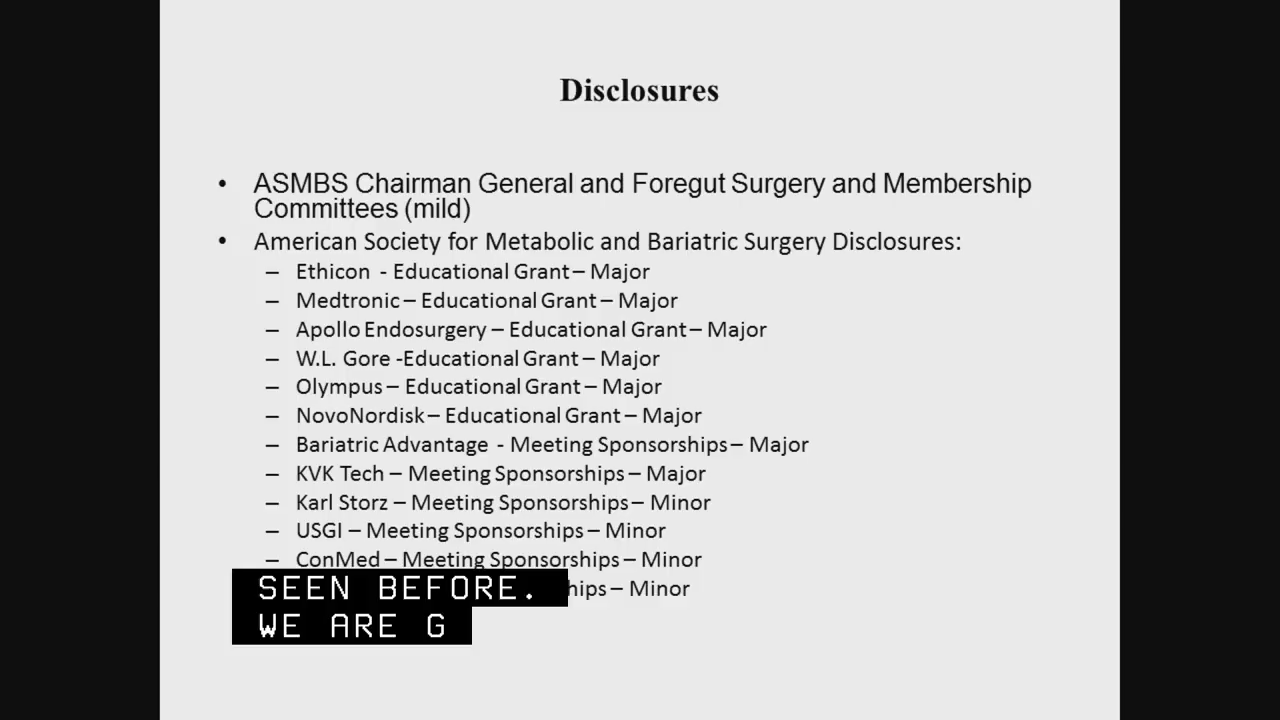 Disclosures
• ASMBS Chairman General and Foregut Surgery and Membership
Committees (mild)
• American Society for Metabolic and Bariatric Surgery Disclosures:
– Ethicon - Educational Grant – Major
– Medtronic – Educational Grant – Major
– Apollo Endosurgery – Educational Grant – Major
– W.L. Gore -Educational Grant – Major
– Olympus – Educational Grant – Major
– NovoNordisk – Educational Grant – Major
– Bariatric Advantage - Meeting Sponsorships – Major
– KVK Tech – Meeting Sponsorships – Major
– Karl Storz – Meeting Sponsorships – Minor
– USGI – Meeting Sponsorships – Minor
– ConMed – Meeting Sponsorships – Minor
hips – Minor
SEEN BEFORE.
WE ARE G